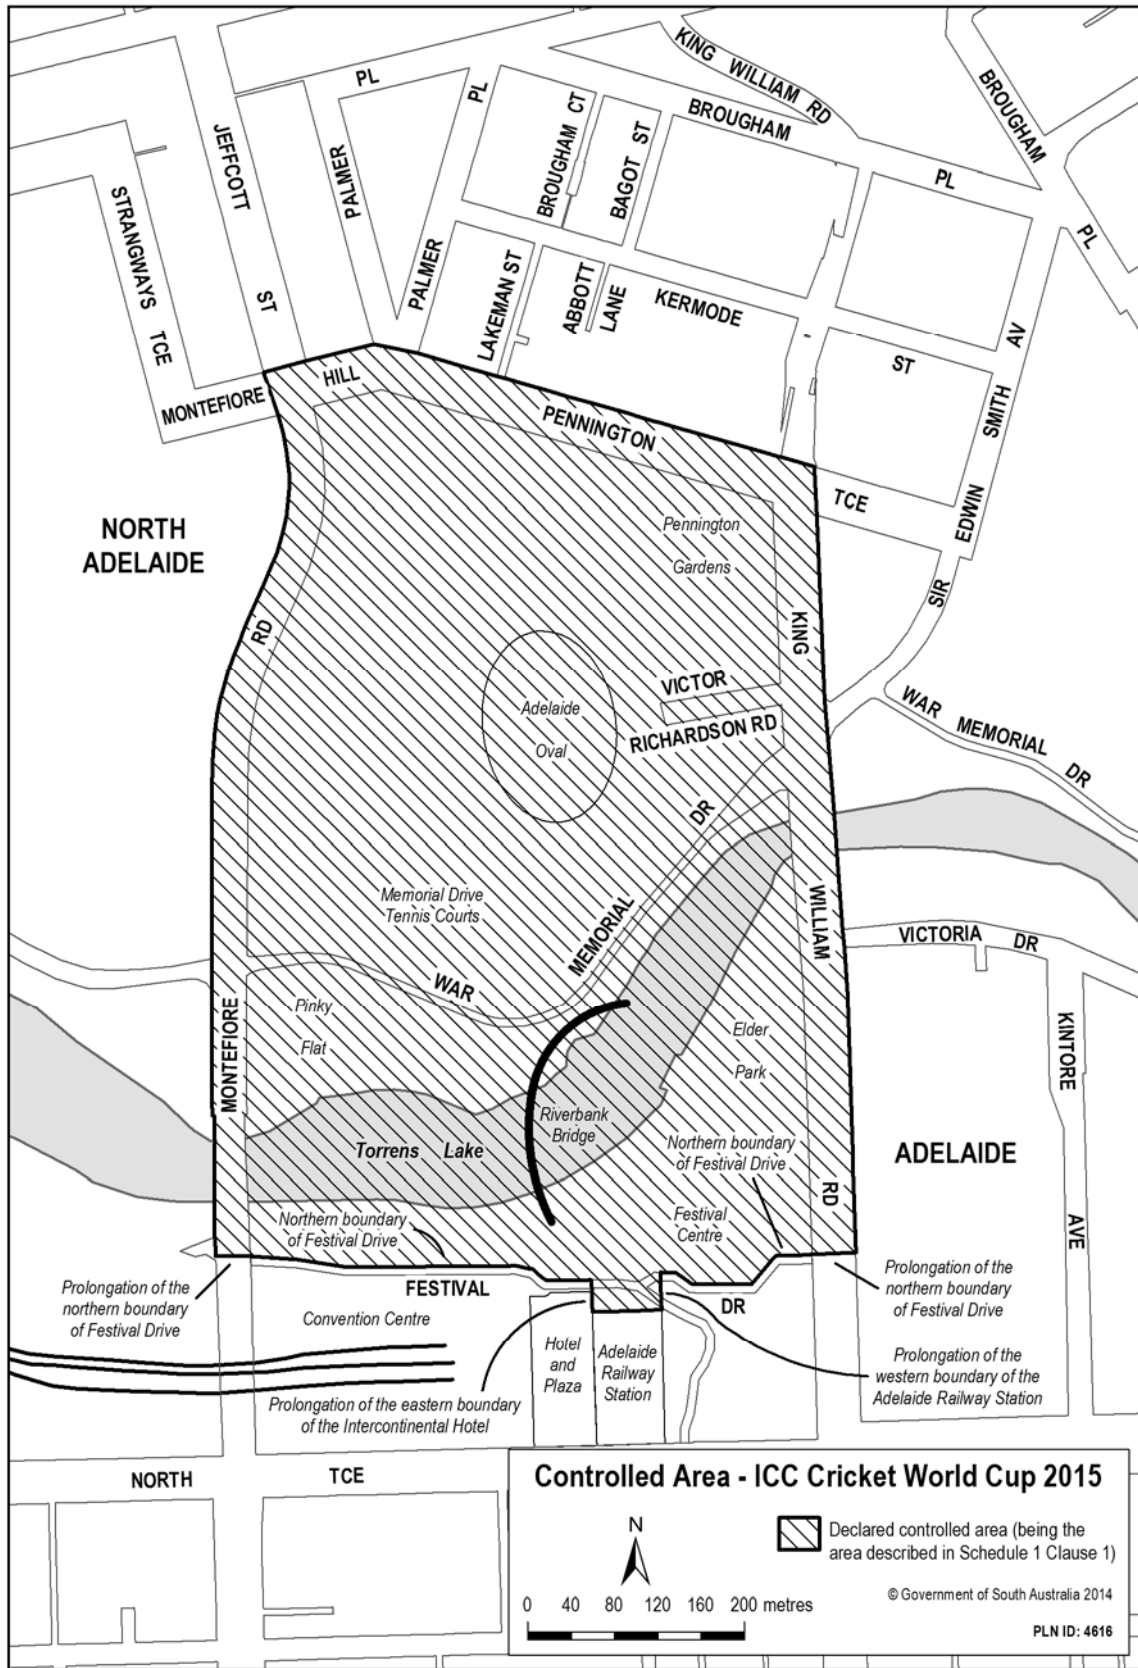 KING WILLIAM RD
PL
PL
BROUGHAM CT
BAGOT ST
BROUGHAM
PL
BROUGHAM
PL
JEFFCOTT
ST
PALMER
PALMER
STRANGWAYS TCE
LAKEMAN ST
ABBOTT
LANE
KERMODE
ST
SMITH AV
EDWIN
SIR
MONTEFIORE
HILL
PENNINGTON
TCE
NORTH
ADELAIDE
Pennington
Gardens
RD
KING
VICTOR
RICHARDSON RD
Adelaide
Oval
WAR MEMORIAL
DR
DR
Memorial Drive
Tennis Courts
MEMORIAL
WAR
WILLIAM
VICTORIA DR
Pinky
Flat
MONTEFIORE
Elder
Park
KINTORE
AVE
Riverbank
Bridge
Torrens Lake
Northern boundary
of Festival Drive
ADELAIDE
RD
Northern boundary
of Festival Drive
Festival
Centre
Prolongation of the
northern boundary
of Festival Drive
FESTIVAL
DR
Prolongation of the
northern boundary
of Festival Drive
Convention Centre
Hotel
and
Plaza
Adelaide
Railway
Station
Prolongation of the
western boundary of the
Adelaide Railway Station
Prolongation of the eastern boundary
of the Intercontinental Hotel
NORTH TCE
Controlled Area - ICC Cricket World Cup 2015
N
Declared controlled area (being the
area described in Schedule 1 Clause 1)
© Government of South Australia 2014
0 40 80 120 160 200 metres
PLN ID: 4616